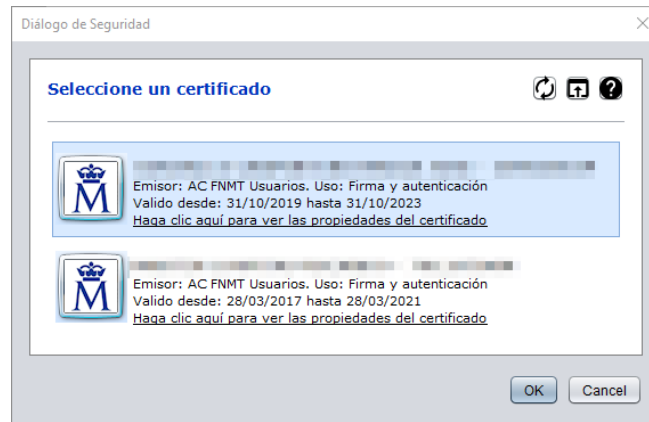 Diálogo de Seguridad
Seleccione un certificado
Emisor: AC FNMT Usuarios. Uso: Firma y autenticación
Valido desde: 31/10/2019 hasta 31/10/2023
Haga clic aquí para ver las propiedades del certificado
Emisor: AC FNMT Usuarios. Uso: Firma y autenticación
Valido desde: 28/03/2017 hasta 28/03/2021
Haga clic aquí para ver las propiedades del certificado
OK Cancel